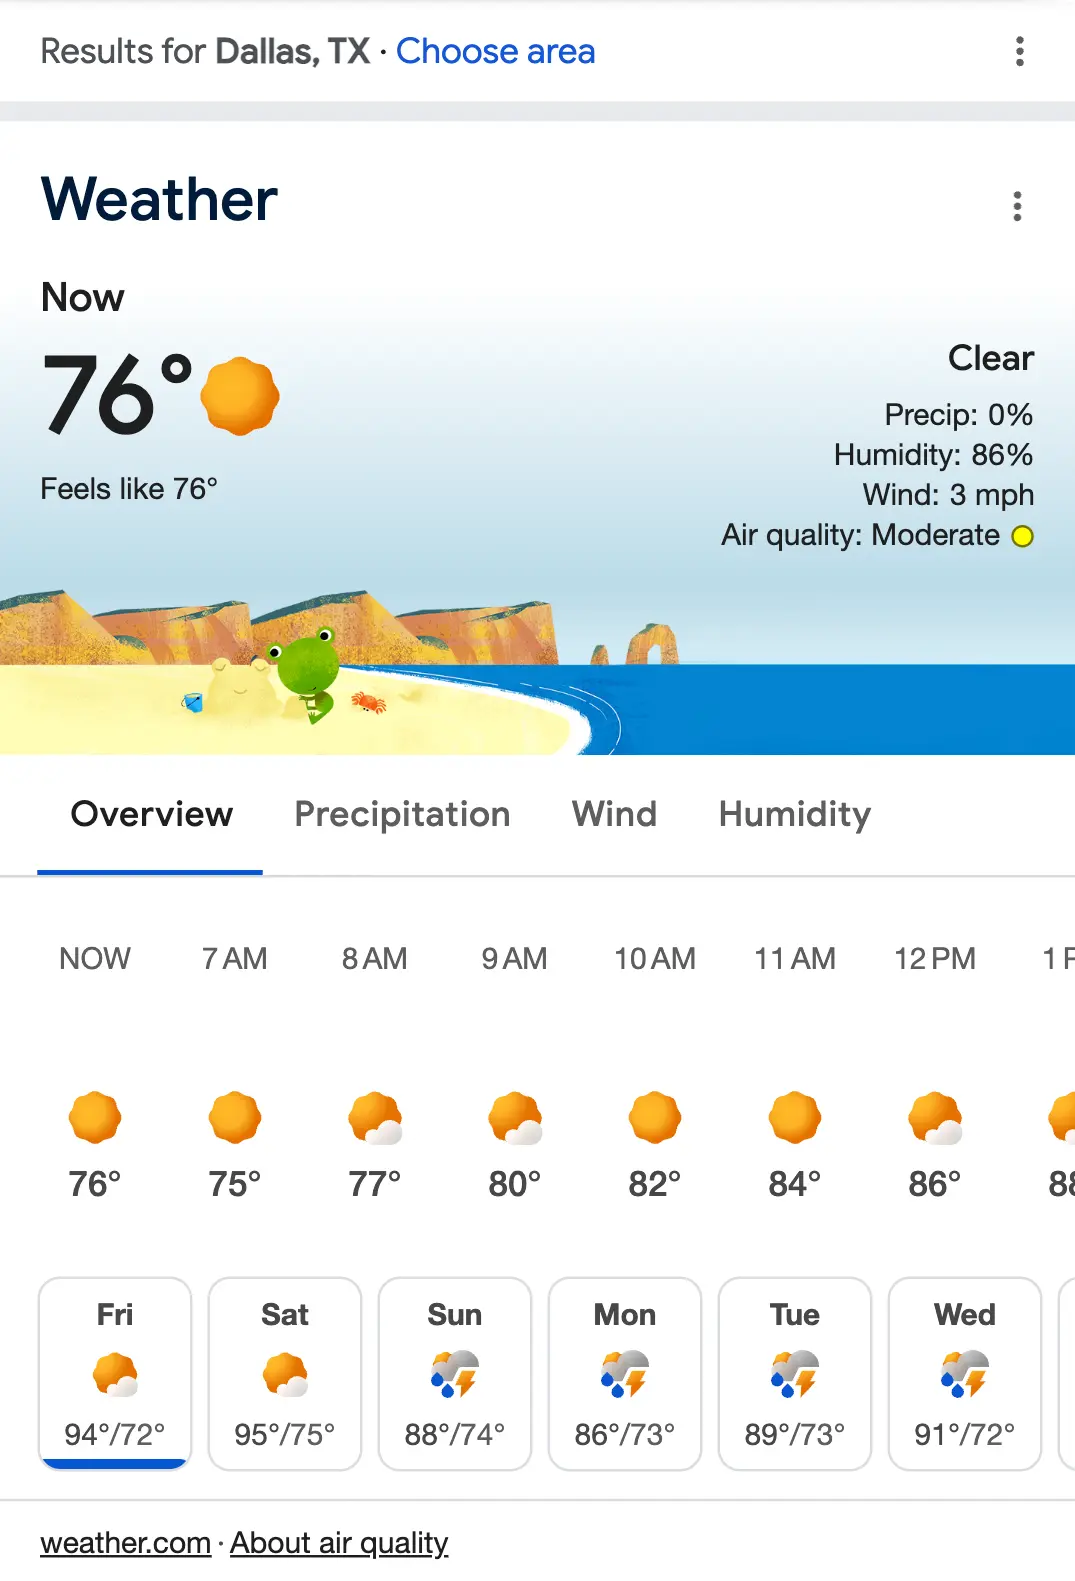 Results for Dallas, TX · Choose area
Weather
Now
76°
Feels like 76°
Clear
Precip: 0%
Humidity: 86%
Wind: 3 mph
Air quality: Moderate
Overview Precipitation Wind Humidity
NOW 7 AM 8 AM 9 AM 10 AM 11 AM 12 PM 1
76° 75° 77° 80° 82° 84° 86° 88
Fri Sat Sun Mon Tue Wed
94°/72° 95°/75° 88°/74° 86°/73° 89°/73° 91°/72°
weather.com · About air quality